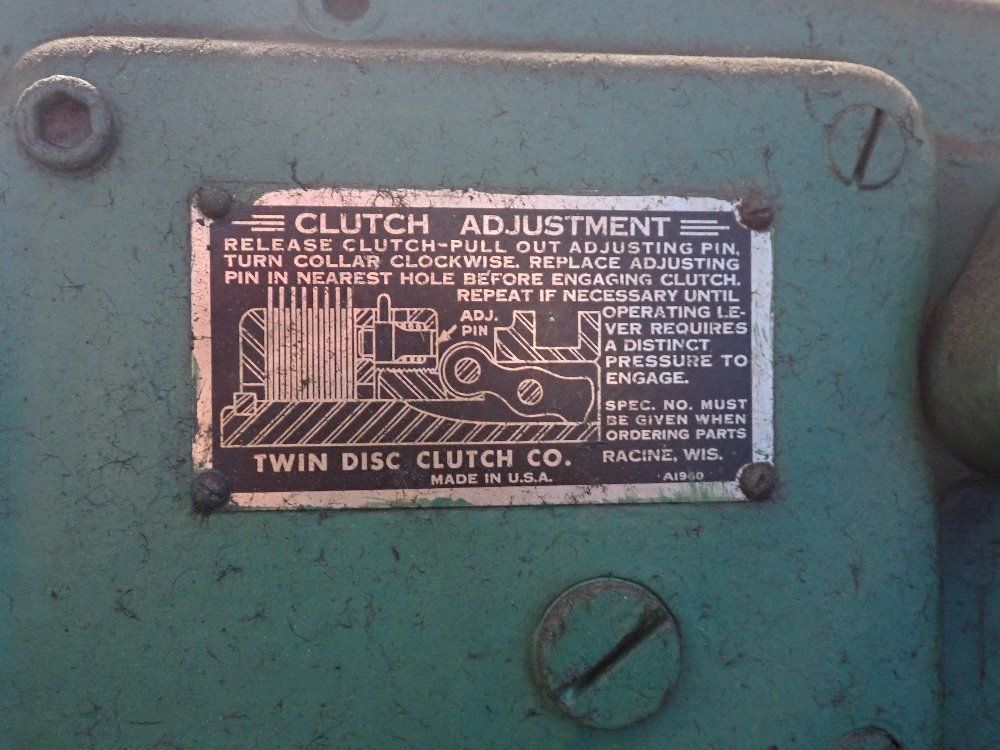 CLUTCH ADJUSTMENT
RELEASE CLUTCH-PULL OUT ADJUSTING PIN,
TURN COLLAR CLOCKWISE. REPLACE ADJUSTING
PIN IN NEAREST HOLE BEFORE ENGAGING CLUTCH.
REPEAT IF NECESSARY UNTIL
OPERATING LE-
VER REQUIRES
A DISTINCT
PRESSURE TO
ENGAGE.
ADJ.
PIN
SPEC. NO. MUST
BE GIVEN WHEN
ORDERING PARTS
TWIN DISC CLUTCH CO.
RACINE, WIS.
MADE IN U.S.A.
A1960